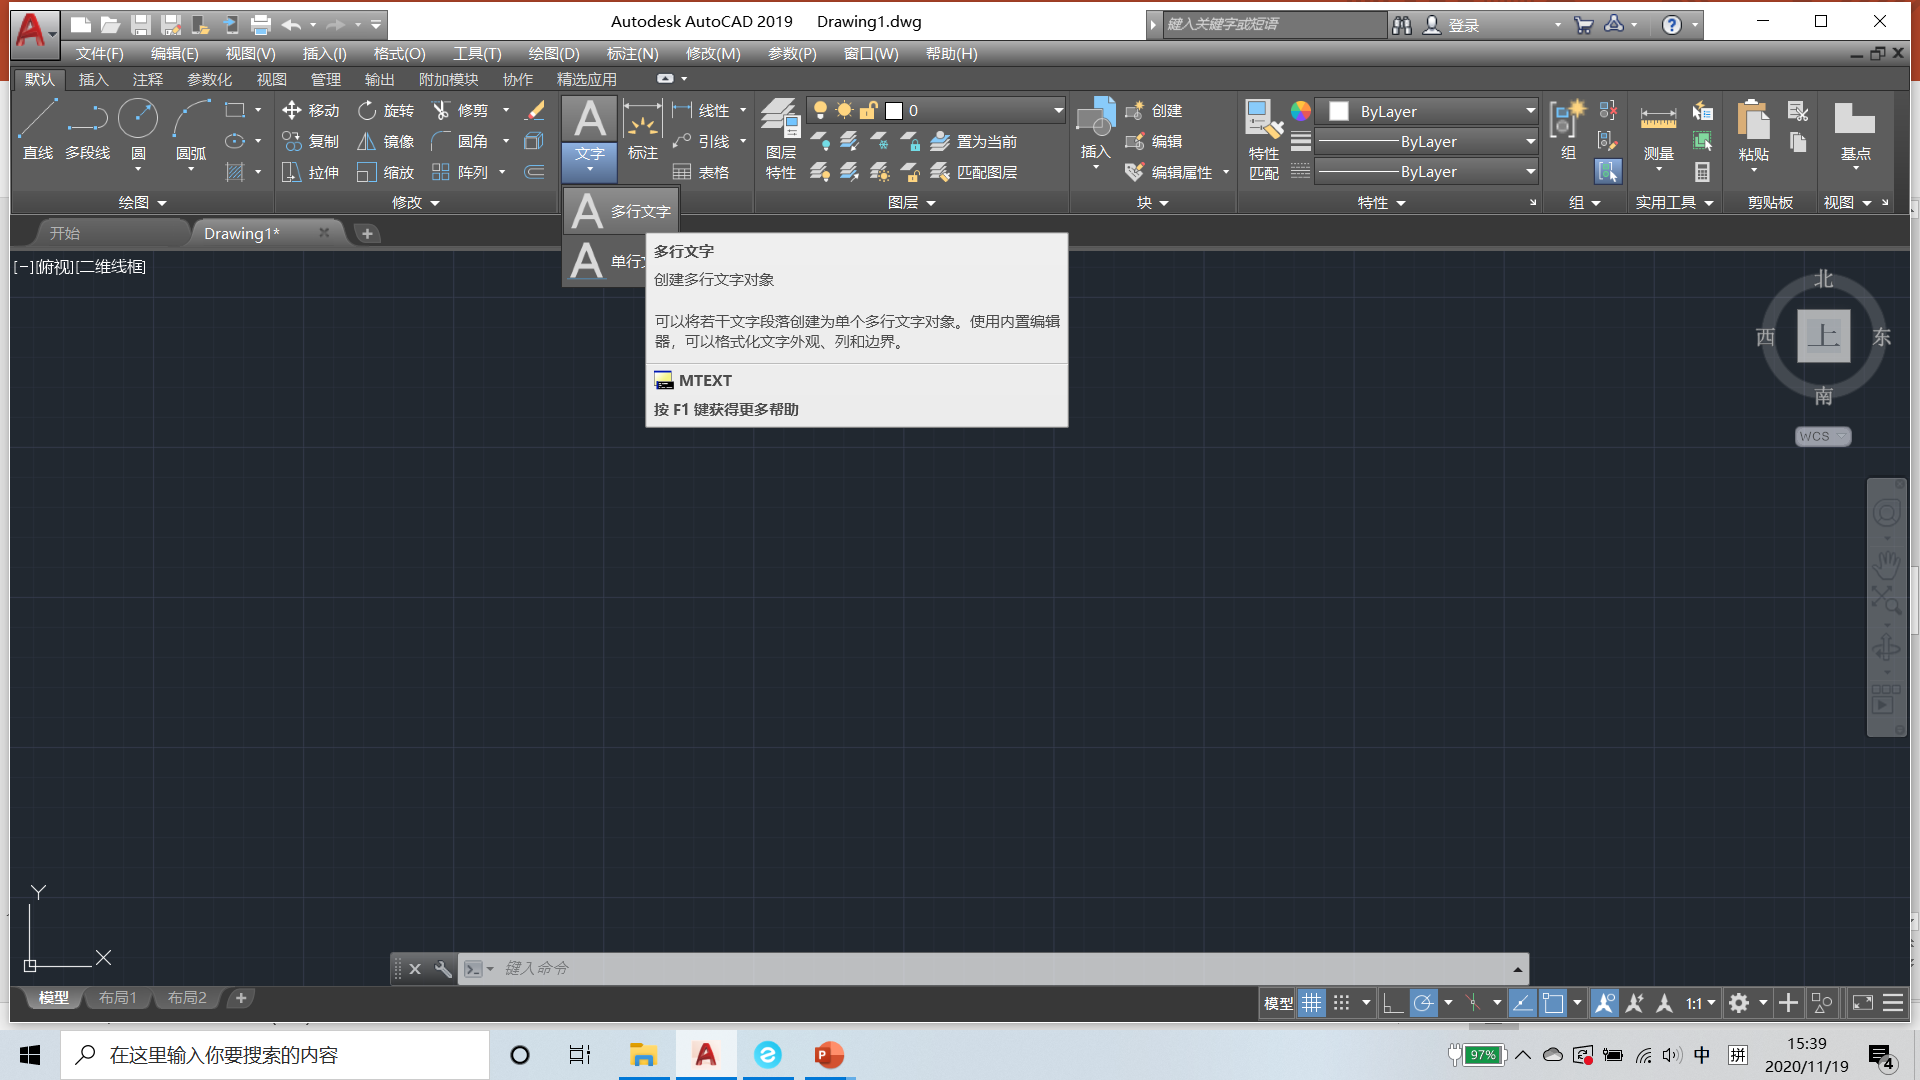 Autodesk AutoCAD 2019 Drawing1.dwg
键入关键字或短语
登录
文件(F) 编辑(E) 视图(V) 插入(I) 格式(O) 工具(T) 绘图(D) 标注(N) 修改(M) 参数(P) 窗口(W) 帮助(H)
默认 插入 注释 参数化 视图 管理 输出 附加模块 协作 精选应用
直线 多段线 圆 圆弧
移动 旋转 修剪
复制 镜像 圆角
拉伸 缩放 阵列
文字 标注
线性
引线
表格
图层
特性
0
置为当前
匹配图层
插入
创建
编辑
编辑属性
特性
匹配
ByLayer
ByLayer
ByLayer
组
测量
粘贴
基点
绘图 修改 图层 块 特性 组 实用工具 剪贴板 视图
多行文字
单行
开始 Drawing1*
[−][俯视][二维线框]
多行文字
创建多行文字对象
可以将若干文字段落创建为单个多行文字对象。使用内置编辑
器，可以格式化文字外观、列和边界。
MTEXT
按 F1 键获得更多帮助
北
西 上 东
南
WCS
Y
X
键入命令
模型 布局1 布局2
模型
1:1
在这里输入你要搜索的内容
97%
中
拼
15:39
2020/11/19
4